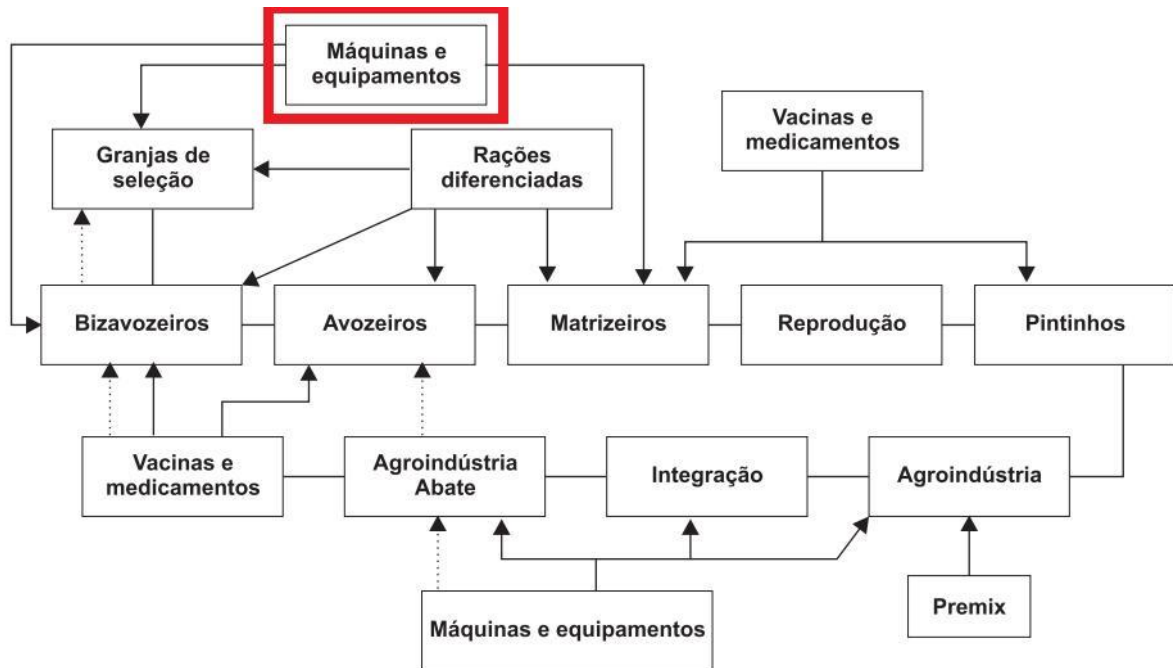 Máquinas e
equipamentos
Vacinas e
medicamentos
Granjas de
seleção
Rações
diferenciadas
Bizavozeiros
Avozeiros
Matrizeiros
Reprodução
Pintinhos
Vacinas e
medicamentos
Agroindústria
Abate
Integração
Agroindústria
Máquinas e equipamentos
Premix